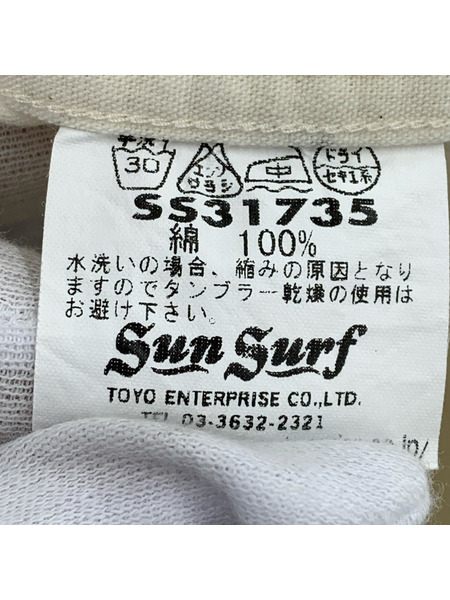 手洗イ
30
エンソ
サラシ
中
ドライ
セキユ系
SS31735
綿 100%
水洗いの場合、縮みの原因となり
ますのでタンブラー乾燥の使用は
お避け下さい。
Sun Surf
TOYO ENTERPRISE CO.,LTD.
TEL 03-3632-2321
.co.jp/